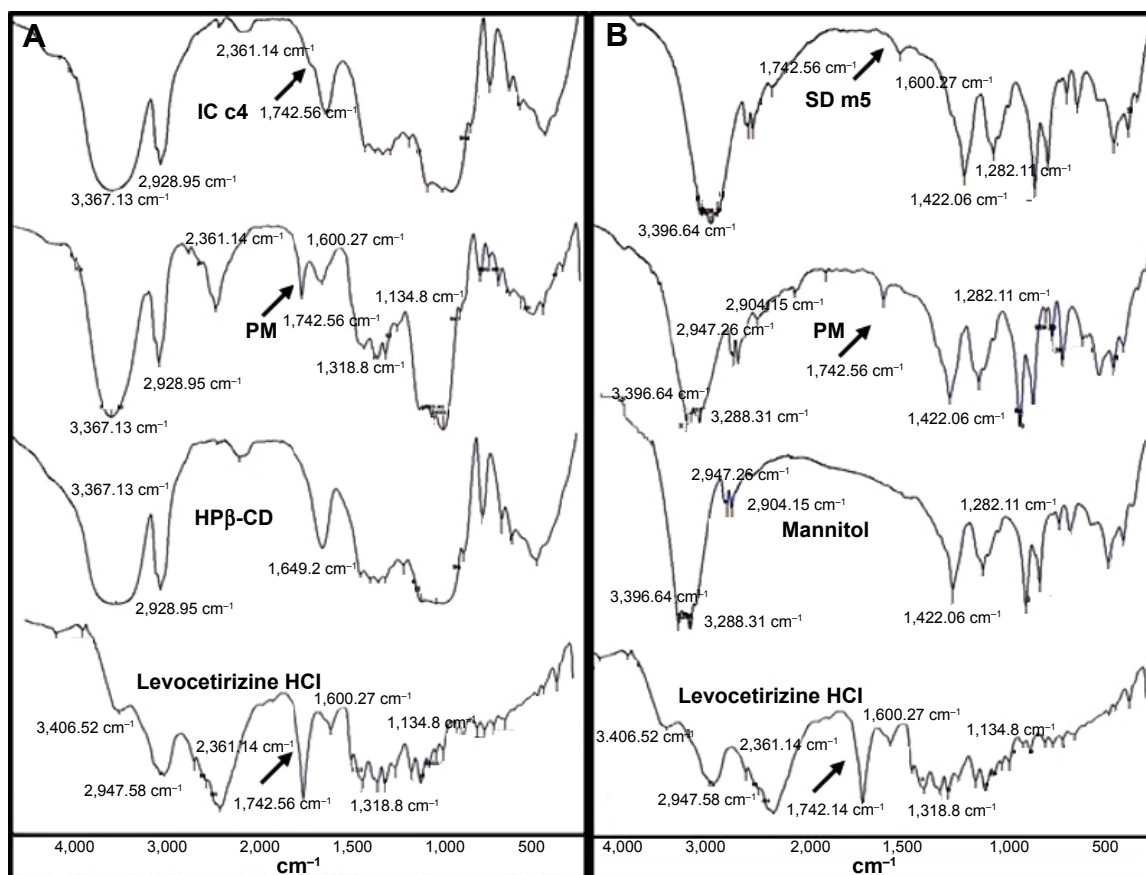 A
2,361.14 cm⁻¹
IC c4
1,742.56 cm⁻¹
2,928.95 cm⁻¹
3,367.13 cm⁻¹
2,361.14 cm⁻¹
1,600.27 cm⁻¹
1,134.8 cm⁻¹
PM
1,742.56 cm⁻¹
1,318.8 cm⁻¹
2,928.95 cm⁻¹
3,367.13 cm⁻¹
3,367.13 cm⁻¹
HPβ-CD
1,649.2 cm⁻¹
2,928.95 cm⁻¹
Levocetirizine HCl
1,600.27 cm⁻¹
3,406.52 cm⁻¹
1,134.8 cm⁻¹
2,361.14 cm⁻¹
2,947.58 cm⁻¹
1,742.56 cm⁻¹
1,318.8 cm⁻¹
4,000 3,000 2,000 1,500 1,000 500
cm⁻¹
B
1,742.56 cm⁻¹
1,600.27 cm⁻¹
SD m5
1,282.11 cm⁻¹
1,422.06 cm⁻¹
3,396.64 cm⁻¹
2,904.15 cm⁻¹
1,282.11 cm⁻¹
2,947.26 cm⁻¹
PM
1,742.56 cm⁻¹
3,396.64 cm⁻¹
1,422.06 cm⁻¹
3,288.31 cm⁻¹
2,947.26 cm⁻¹
2,904.15 cm⁻¹
1,282.11 cm⁻¹
Mannitol
3,396.64 cm⁻¹
3,288.31 cm⁻¹
1,422.06 cm⁻¹
Levocetirizine HCl
1,600.27 cm⁻¹
3,406.52 cm⁻¹
1,134.8 cm⁻¹
2,361.14 cm⁻¹
2,947.58 cm⁻¹
1,742.14 cm⁻¹
1,318.8 cm⁻¹
4,000 3,000 2,000 1,500 1,000 500
cm⁻¹